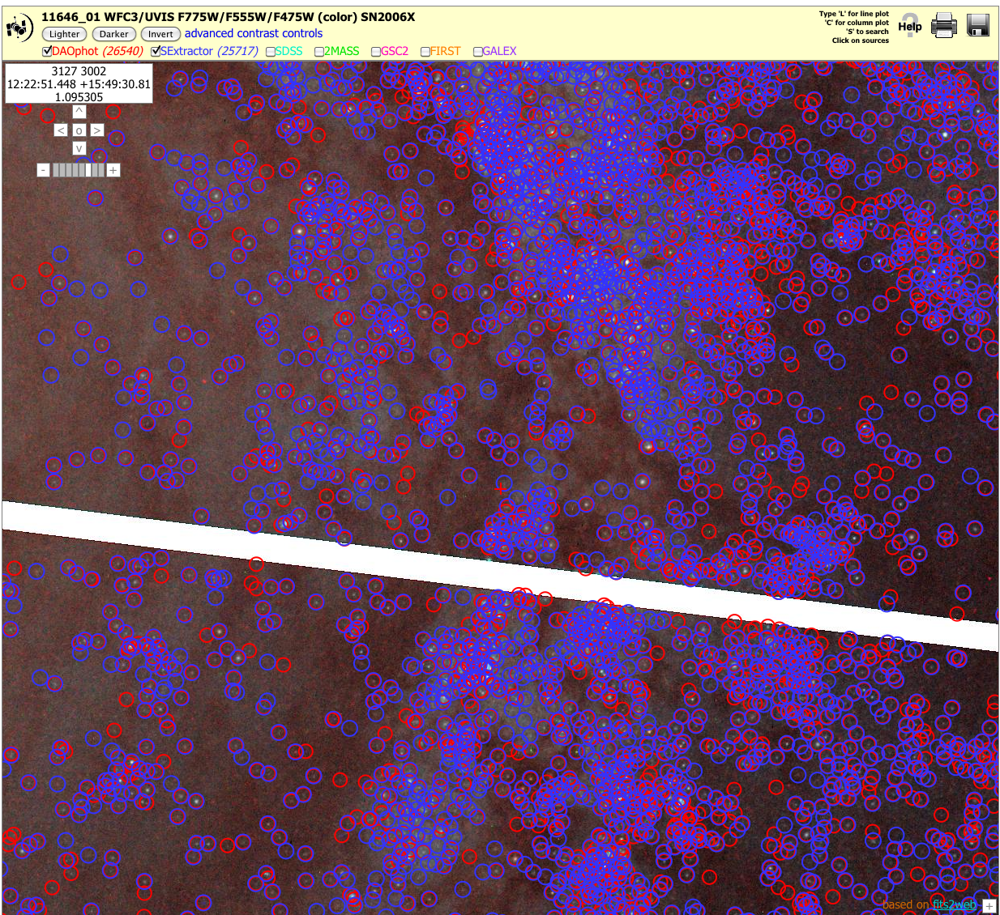 11646_01 WFC3/UVIS F775W/F555W/F475W (color) SN2006X
Lighter Darker Invert advanced contrast controls
DAOphot (26540) SExtractor (25717) SDSS 2MASS GSC2 FIRST GALEX
Type 'L' for line plot
'C' for column plot
'S' to search
Click on sources
Help
3127 3002
12:22:51.448 +15:49:30.81
1.095305
^
< o >
v
- +
based on fits2web +